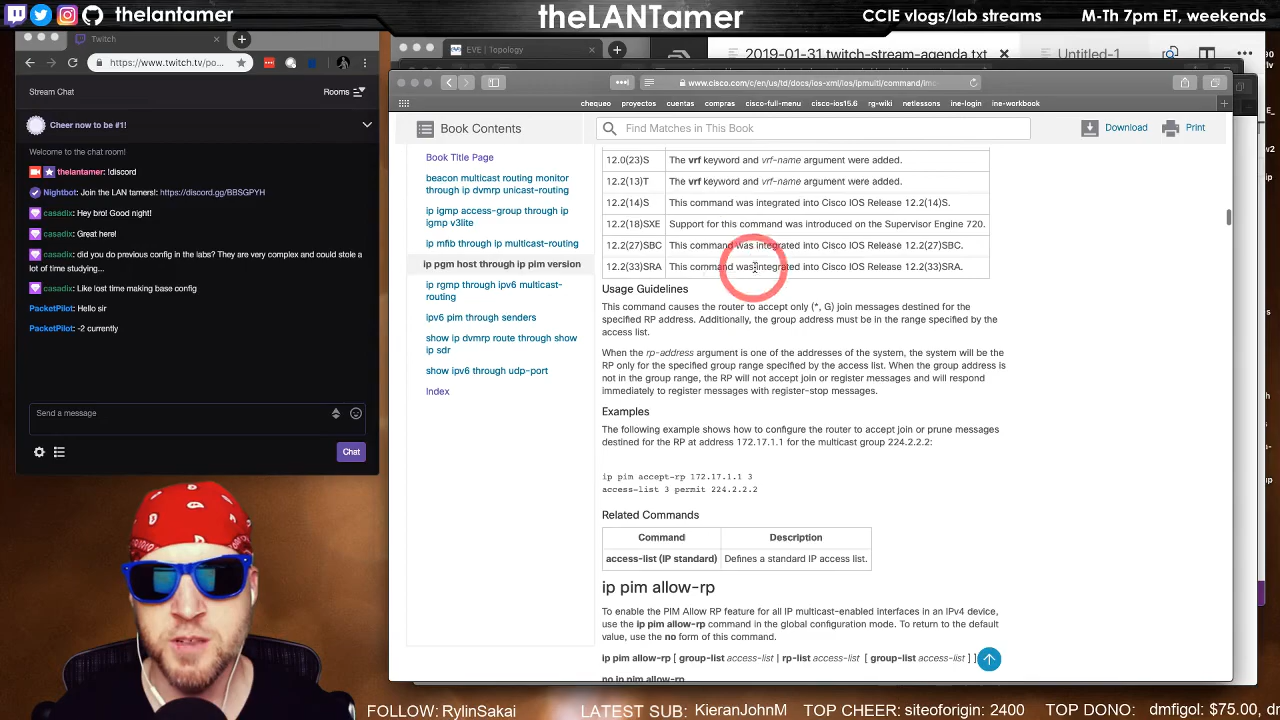 thelantamer
theLANTamer
CCIE vlogs/lab streams
M-Th 7pm ET, weekends
Twitch
https://www.twitch.tv/po...
Stream Chat
Rooms
Cheer now to be #1!
Welcome to the chat room!
thelantamer: !discord
Nightbot: Join the LAN tamers!: https://discord.gg/BBSGPYH
casadix: Hey bro! Good night!
casadix: Great here!
casadix: did you do previous config in the labs? They are very complex and could stole a
lot of time studying...
casadix: Like lost time making base config
PacketPilot: Hello sir
PacketPilot: -2 currently
Send a message
Chat
EVE | Topology
2019-01-31 twitch-stream-agenda.txt
Untitled-1
www.cisco.com/c/en/us/td/docs/ios-xml/ios/ipmulti/command/imc
chequeo
proyectos
cuentas
compras
cisco-full-menu
cisco-ios15.6
rg-wiki
netlessons
ine-login
ine-workbook
Book Contents
Find Matches in This Book
Download
Print
Book Title Page
beacon multicast routing monitor
through ip dvmrp unicast-routing
ip igmp access-group through ip
igmp v3lite
ip mfib through ip multicast-routing
ip pgm host through ip pim version
ip rgmp through ipv6 multicast-
routing
ipv6 pim through senders
show ip dvmrp route through show
ip sdr
show ipv6 through udp-port
Index
12.0(23)S The vrf keyword and vrf-name argument were added.
12.2(13)T The vrf keyword and vrf-name argument were added.
12.2(14)S This command was integrated into Cisco IOS Release 12.2(14)S.
12.2(18)SXE Support for this command was introduced on the Supervisor Engine 720.
12.2(27)SBC This command was integrated into Cisco IOS Release 12.2(27)SBC.
12.2(33)SRA This command was integrated into Cisco IOS Release 12.2(33)SRA.
Usage Guidelines
This command causes the router to accept only (*, G) join messages destined for the
specified RP address. Additionally, the group address must be in the range specified by the
access list.
When the rp-address argument is one of the addresses of the system, the system will be the
RP only for the specified group range specified by the access list. When the group address is
not in the group range, the RP will not accept join or register messages and will respond
immediately to register messages with register-stop messages.
Examples
The following example shows how to configure the router to accept join or prune messages
destined for the RP at address 172.17.1.1 for the multicast group 224.2.2.2:
ip pim accept-rp 172.17.1.1 3
access-list 3 permit 224.2.2.2
Related Commands
Command Description
access-list (IP standard) Defines a standard IP access list.
ip pim allow-rp
To enable the PIM Allow RP feature for all IP multicast-enabled interfaces in an IPv4 device,
use the ip pim allow-rp command in the global configuration mode. To return to the default
value, use the no form of this command.
ip pim allow-rp [ group-list access-list | rp-list access-list [ group-list access-list ] ]
no ip pim allow-rp
FOLLOW: RylinSakai
LATEST SUB: KieranJohnM
TOP CHEER: siteoforigin: 2400
TOP DONO: dmfigol: $75.00, dn